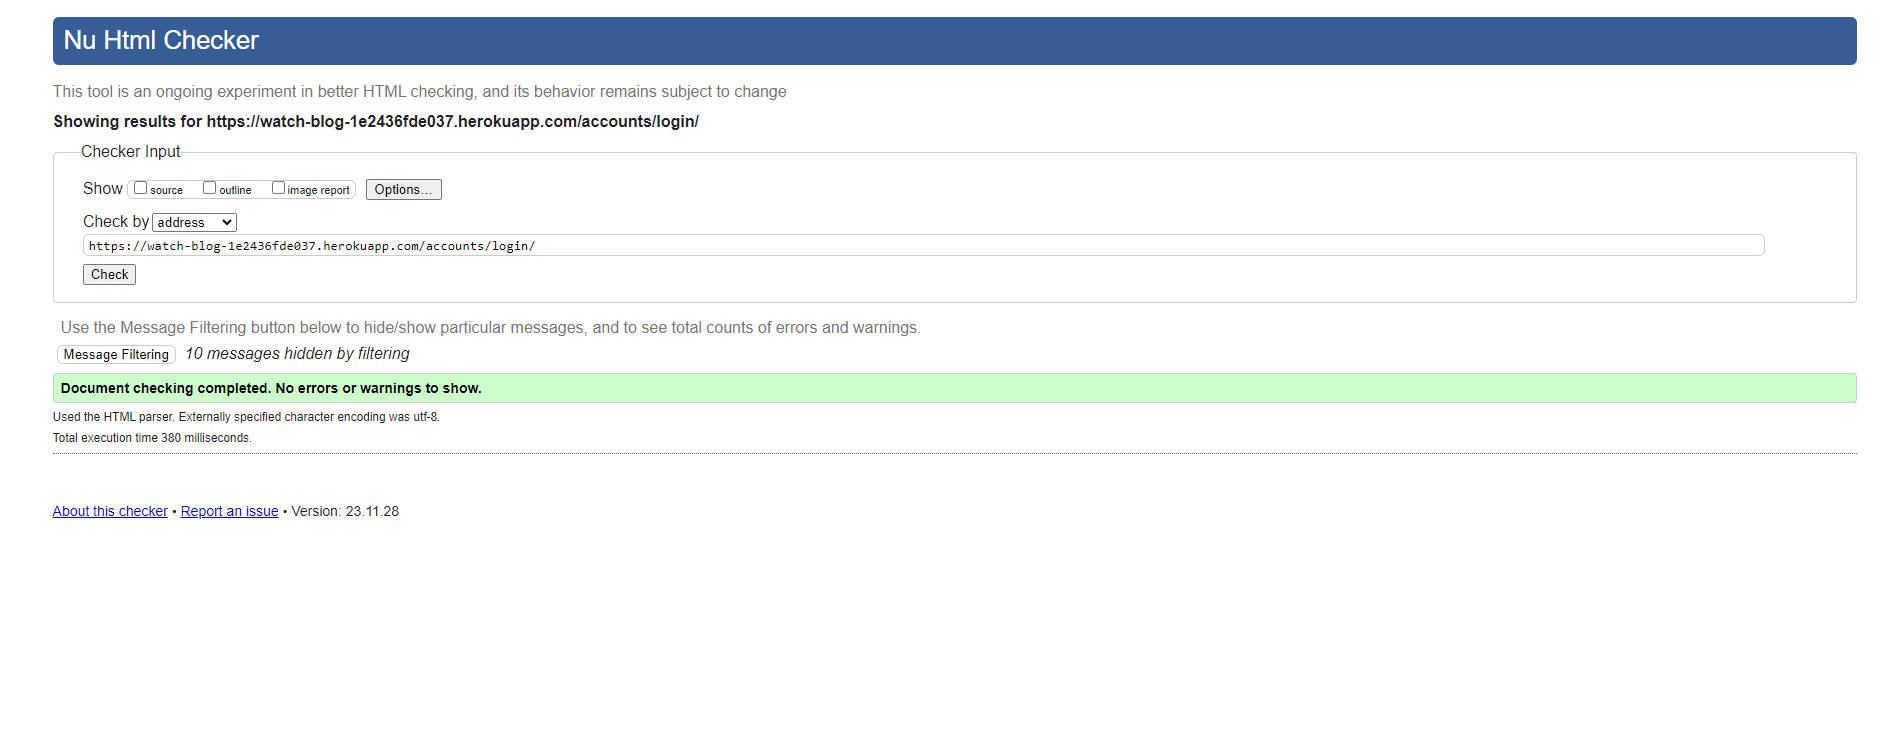 Nu Html Checker
This tool is an ongoing experiment in better HTML checking, and its behavior remains subject to change
Showing results for https://watch-blog-1e2436fde037.herokuapp.com/accounts/login/
Checker Input
Show source outline image report Options...
Check by address
https://watch-blog-1e2436fde037.herokuapp.com/accounts/login/
Check
Use the Message Filtering button below to hide/show particular messages, and to see total counts of errors and warnings.
Message Filtering 10 messages hidden by filtering
Document checking completed. No errors or warnings to show.
Used the HTML parser. Externally specified character encoding was utf-8.
Total execution time 380 milliseconds.
About this checker • Report an issue • Version: 23.11.28